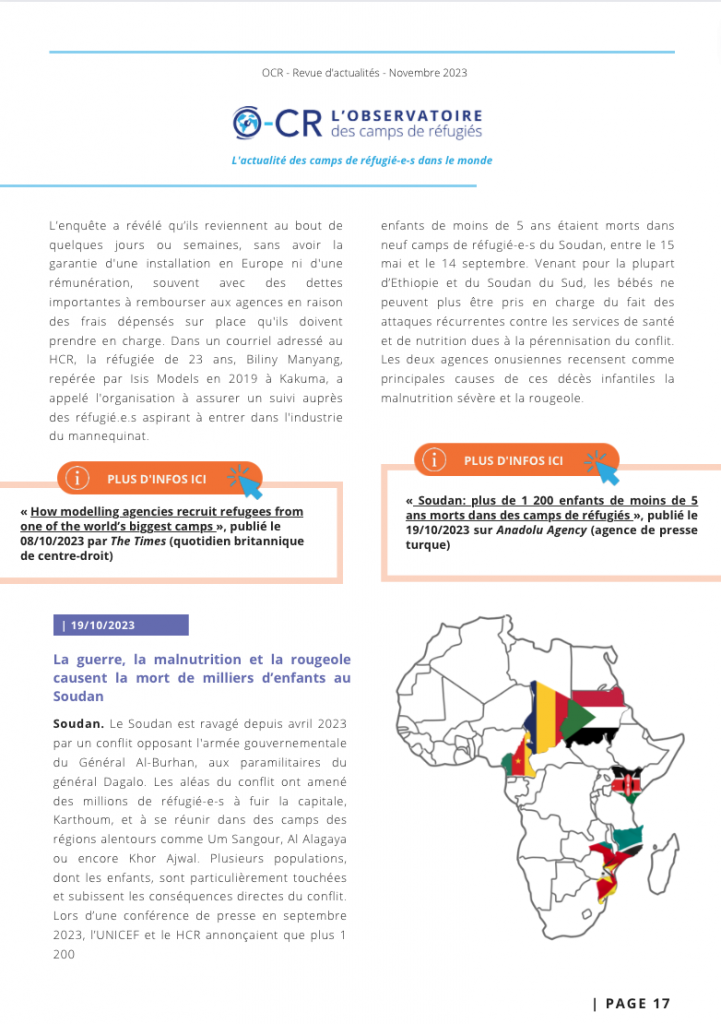 OCR - Revue d'actualités - Novembre 2023
O-CR L'OBSERVATOIRE
des camps de réfugiés
L'actualité des camps de réfugié-e-s dans le monde
L'enquête a révélé qu'ils reviennent au bout de
quelques jours ou semaines, sans avoir la
garantie d'une installation en Europe ni d'une
rémunération, souvent avec des dettes
importantes à rembourser aux agences en raison
des frais dépensés sur place qu'ils doivent
prendre en charge. Dans un courriel adressé au
HCR, la réfugiée de 23 ans, Biliny Manyang,
repérée par Isis Models en 2019 à Kakuma, a
appelé l'organisation à assurer un suivi auprès
des réfugié.e.s aspirant à entrer dans l'industrie
du mannequinat.
PLUS D'INFOS ICI
« How modelling agencies recruit refugees from
one of the world's biggest camps », publié le
08/10/2023 par The Times (quotidien britannique
de centre-droit)
| 19/10/2023
La guerre, la malnutrition et la rougeole
causent la mort de milliers d'enfants au
Soudan
Soudan. Le Soudan est ravagé depuis avril 2023
par un conflit opposant l'armée gouvernementale
du Général Al-Burhan, aux paramilitaires du
général Dagalo. Les aléas du conflit ont amené
des millions de réfugié-e-s à fuir la capitale,
Karthoum, et à se réunir dans des camps des
régions alentours comme Um Sangour, Al Alagaya
ou encore Khor Ajwal. Plusieurs populations,
dont les enfants, sont particulièrement touchées
et subissent les conséquences directes du conflit.
Lors d'une conférence de presse en septembre
2023, l'UNICEF et le HCR annonçaient que plus 1
200
enfants de moins de 5 ans étaient morts dans
neuf camps de réfugié-e-s du Soudan, entre le 15
mai et le 14 septembre. Venant pour la plupart
d'Ethiopie et du Soudan du Sud, les bébés ne
peuvent plus être pris en charge du fait des
attaques récurrentes contre les services de santé
et de nutrition dues à la pérennisation du conflit.
Les deux agences onusiennes recensent comme
principales causes de ces décès infantiles la
malnutrition sévère et la rougeole.
PLUS D'INFOS ICI
« Soudan: plus de 1 200 enfants de moins de 5
ans morts dans des camps de réfugiés », publié le
19/10/2023 sur Anadolu Agency (agence de presse
turque)
| PAGE 17